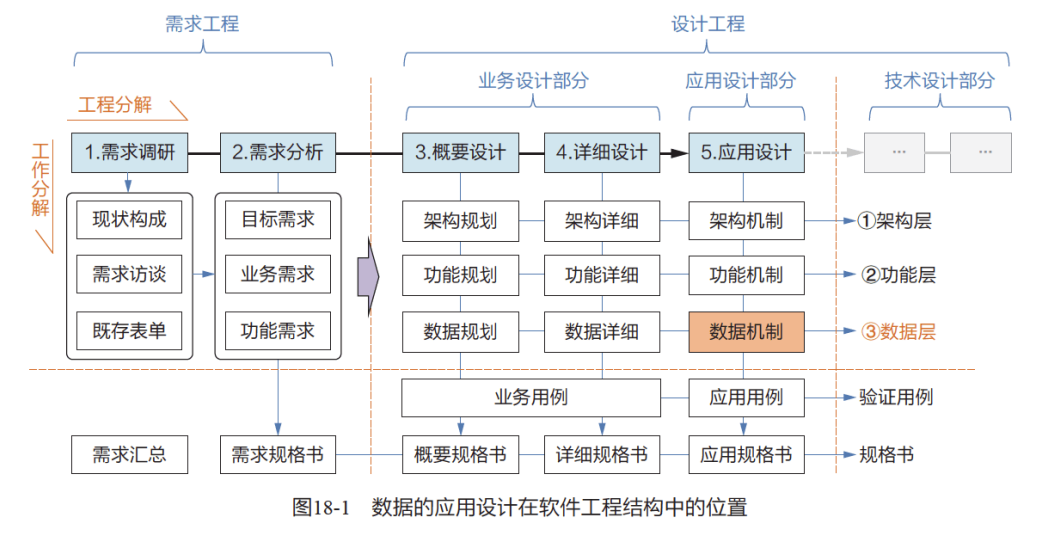 需求工程
设计工程
业务设计部分
应用设计部分
技术设计部分
工程分解
工作分解
1.需求调研
2.需求分析
3.概要设计
4.详细设计
5.应用设计
...
...
现状构成
目标需求
架构规划
架构详细
架构机制
①架构层
需求访谈
业务需求
功能规划
功能详细
功能机制
②功能层
既存表单
功能需求
数据规划
数据详细
数据机制
③数据层
业务用例
应用用例
验证用例
需求汇总
需求规格书
概要规格书
详细规格书
应用规格书
规格书
图18-1 数据的应用设计在软件工程结构中的位置